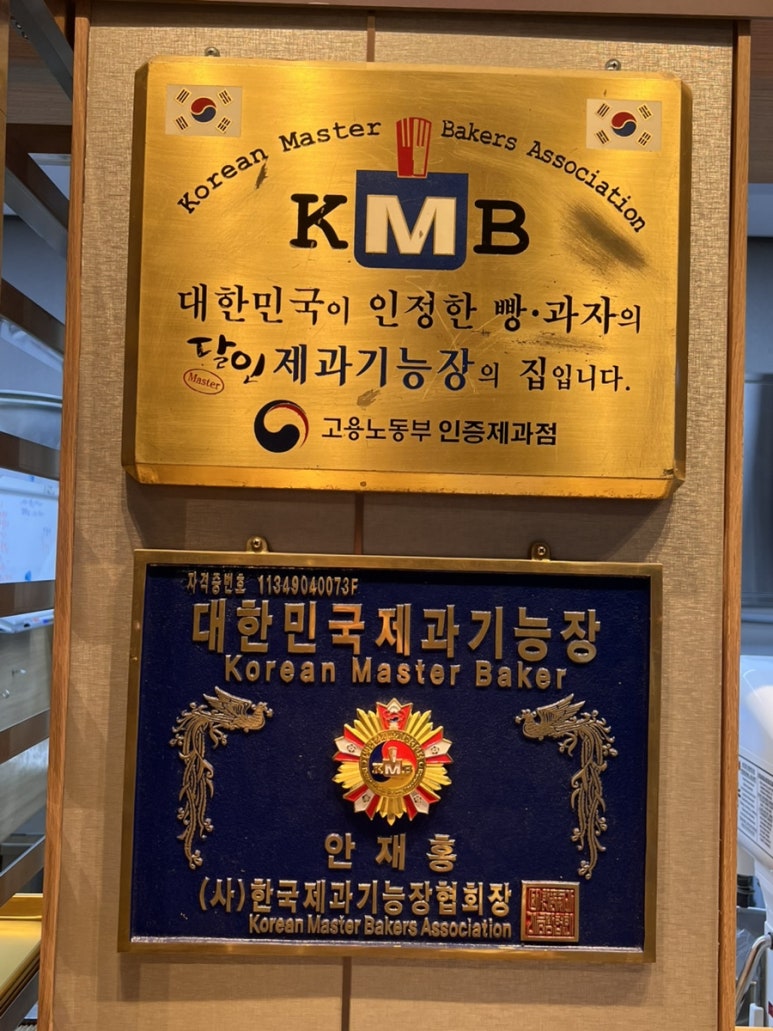 Korean Master Bakers Association
KMB
대한민국이 인정한 빵·과자의
달인 제과기능장의 집입니다.
Master
고용노동부 인증제과점
자격증번호 11349040073F
대한민국제과기능장
Korean Master Baker
KMB
안재홍
(사)한국제과기능장협회장
Korean Master Bakers Association